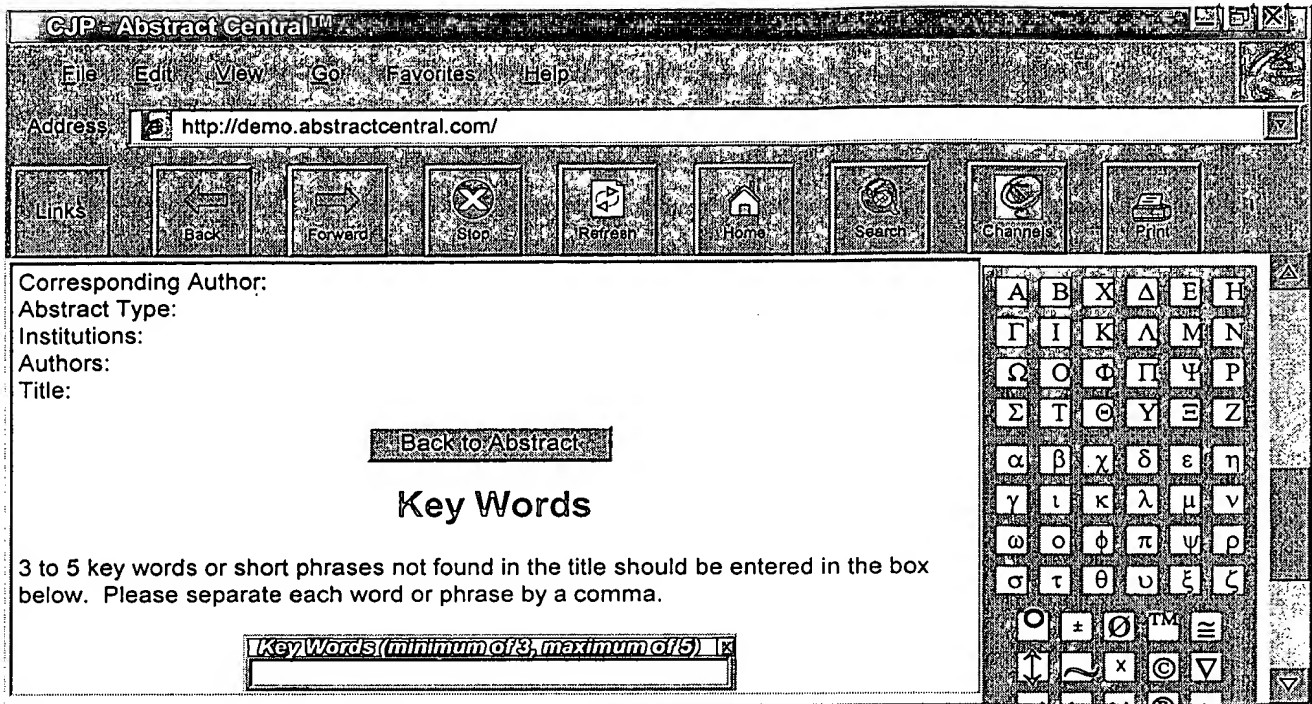 CJP - Abstract Central™
File Edit View Go Favorites Help
Address http://demo.abstractcentral.com/
Links Back Forward Stop Refresh Home Search Channels Print
Corresponding Author:
Abstract Type:
Institutions:
Authors:
Title:
Back to Abstract
Key Words
3 to 5 key words or short phrases not found in the title should be entered in the box
below. Please separate each word or phrase by a comma.
Key Words (minimum of 3, maximum of 5) x
Α Β Χ Δ Ε Η
Γ Ι Κ Λ Μ Ν
Ω Ο Φ Π Ψ Ρ
Σ Τ Θ Υ Ξ Ζ
α β χ δ ε η
γ ι κ λ μ ν
ω ο ϕ π ψ ρ
σ τ θ υ ξ ζ
° ± Ø ™ ≅
↕ ~ x © ∇